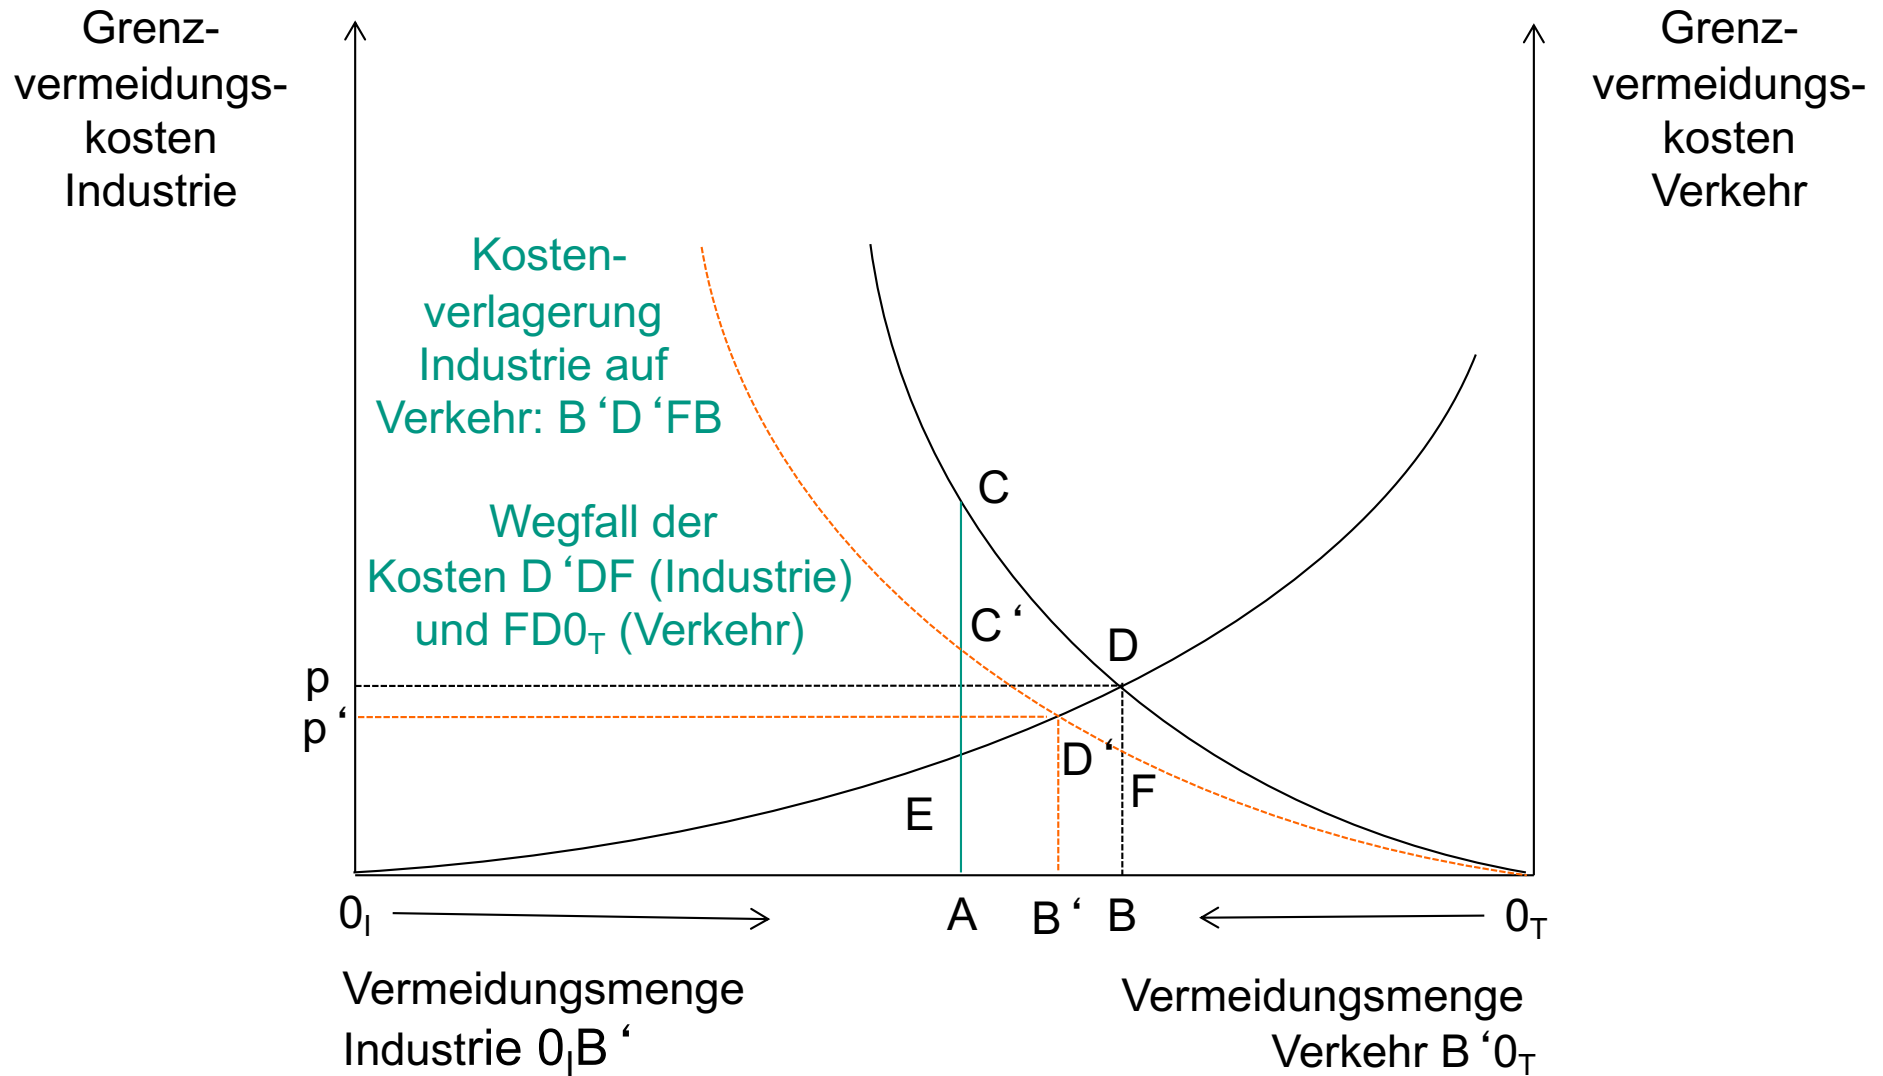 Grenz-
vermeidungs-
kosten
Industrie
Grenz-
vermeidungs-
kosten
Verkehr
Kosten-
verlagerung
Industrie auf
Verkehr: B ‘D ‘FB
Wegfall der
Kosten D ‘DF (Industrie)
und FD0T (Verkehr)
C
C ‘
D
p
p ‘
D ‘
F
E
0I
A
B ‘
B
0T
Vermeidungsmenge
Industrie 0IB ‘
Vermeidungsmenge
Verkehr B ‘0T